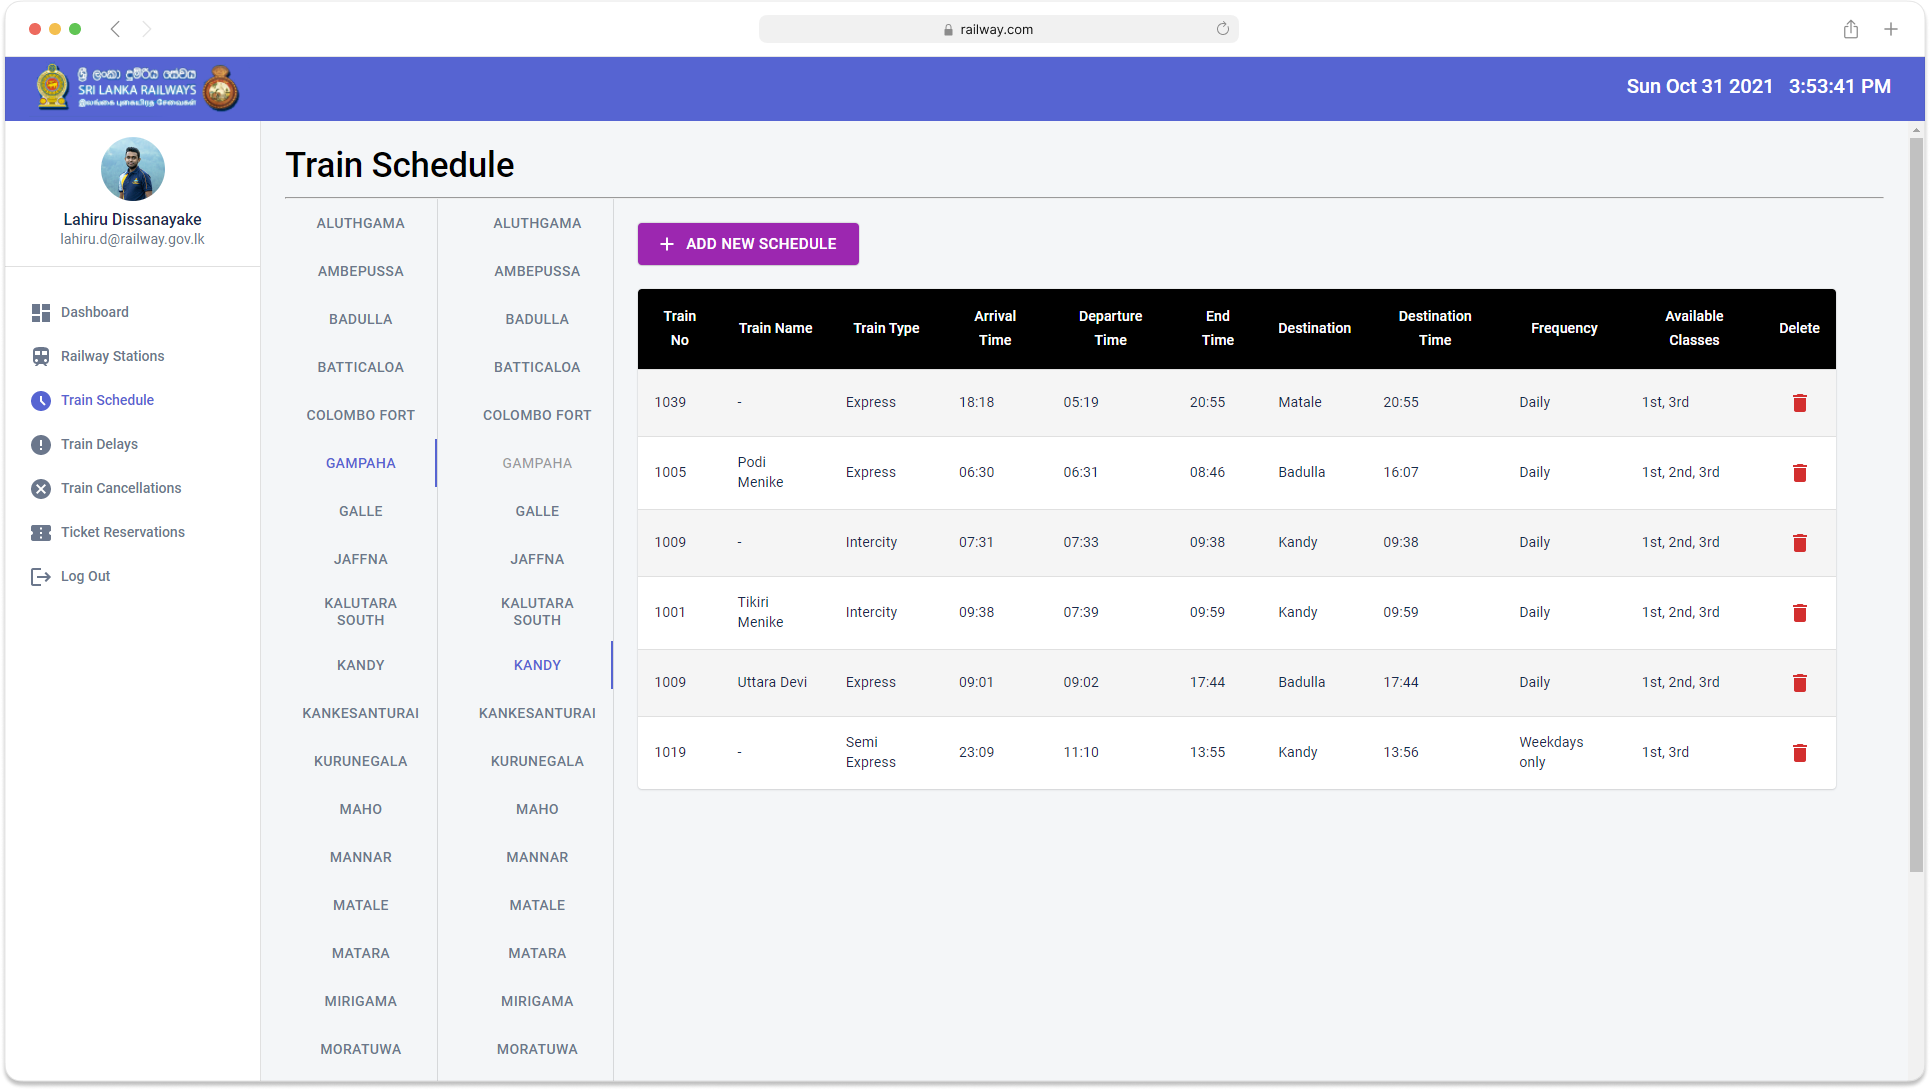 railway.com
ශ්‍රී ලංකා දුම්රිය සේවය
SRI LANKA RAILWAYS
இலங்கை புகையிரத சேவைகள்
Sun Oct 31 2021 3:53:41 PM
Lahiru Dissanayake
lahiru.d@railway.gov.lk
Dashboard
Railway Stations
Train Schedule
Train Delays
Train Cancellations
Ticket Reservations
Log Out
Train Schedule
ALUTHGAMA
AMBEPUSSA
BADULLA
BATTICALOA
COLOMBO FORT
GAMPAHA
GALLE
JAFFNA
KALUTARA
SOUTH
KANDY
KANKESANTURAI
KURUNEGALA
MAHO
MANNAR
MATALE
MATARA
MIRIGAMA
MORATUWA
ALUTHGAMA
AMBEPUSSA
BADULLA
BATTICALOA
COLOMBO FORT
GAMPAHA
GALLE
JAFFNA
KALUTARA
SOUTH
KANDY
KANKESANTURAI
KURUNEGALA
MAHO
MANNAR
MATALE
MATARA
MIRIGAMA
MORATUWA
ADD NEW SCHEDULE
Train No Train Name Train Type Arrival Time Departure Time End Time Destination Destination Time Frequency Available Classes Delete
1039 - Express 18:18 05:19 20:55 Matale 20:55 Daily 1st, 3rd
1005 Podi Menike Express 06:30 06:31 08:46 Badulla 16:07 Daily 1st, 2nd, 3rd
1009 - Intercity 07:31 07:33 09:38 Kandy 09:38 Daily 1st, 2nd, 3rd
1001 Tikiri Menike Intercity 09:38 07:39 09:59 Kandy 09:59 Daily 1st, 2nd, 3rd
1009 Uttara Devi Express 09:01 09:02 17:44 Badulla 17:44 Daily 1st, 2nd, 3rd
1019 - Semi Express 23:09 11:10 13:55 Kandy 13:56 Weekdays only 1st, 3rd